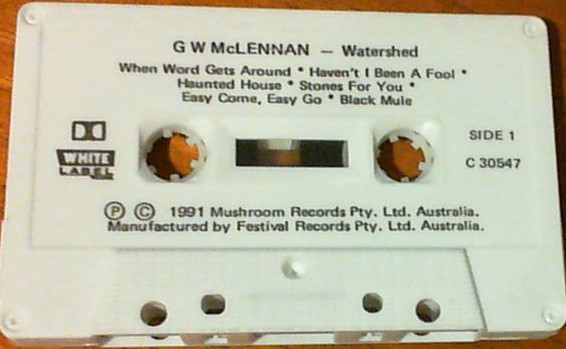 G W McLENNAN — Watershed
When Word Gets Around * Haven't I Been A Fool *
Haunted House * Stones For You *
Easy Come, Easy Go * Black Mule
WHITE
LABEL
SIDE 1
C 30547
Ⓟ © 1991 Mushroom Records Pty. Ltd. Australia.
Manufactured by Festival Records Pty. Ltd. Australia.